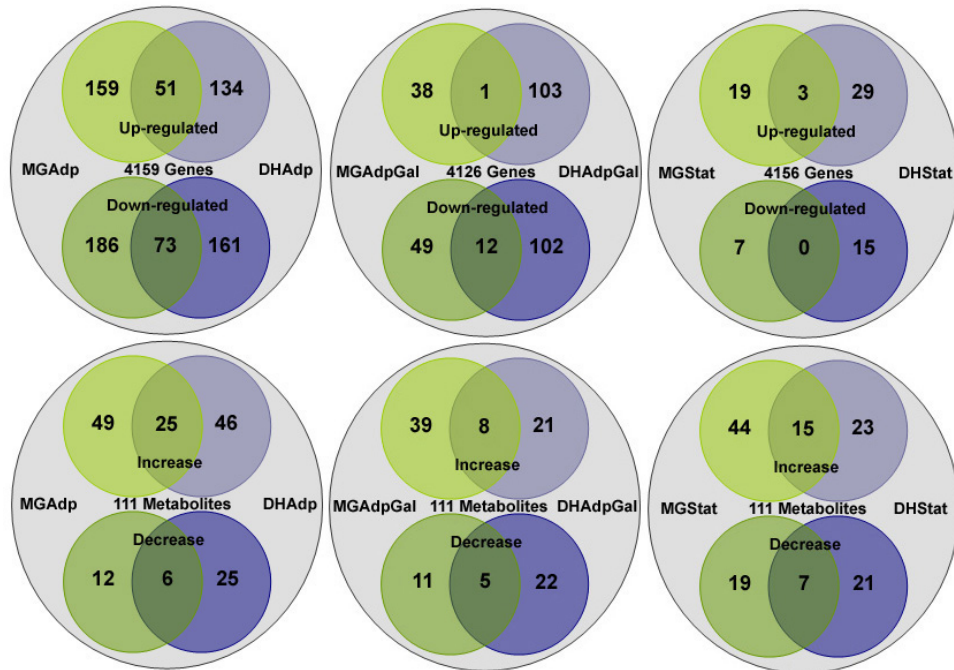 159 51 134
Up-regulated
MGAdp 4159 Genes DHAdp
Down-regulated
186 73 161
38 1 103
Up-regulated
MGAdpGal 4126 Genes DHAdpGal
Down-regulated
49 12 102
19 3 29
Up-regulated
MGStat 4156 Genes DHStat
Down-regulated
7 0 15
49 25 46
Increase
MGAdp 111 Metabolites DHAdp
Decrease
12 6 25
39 8 21
Increase
MGAdpGal 111 Metabolites DHAdpGal
Decrease
11 5 22
44 15 23
Increase
MGStat 111 Metabolites DHStat
Decrease
19 7 21